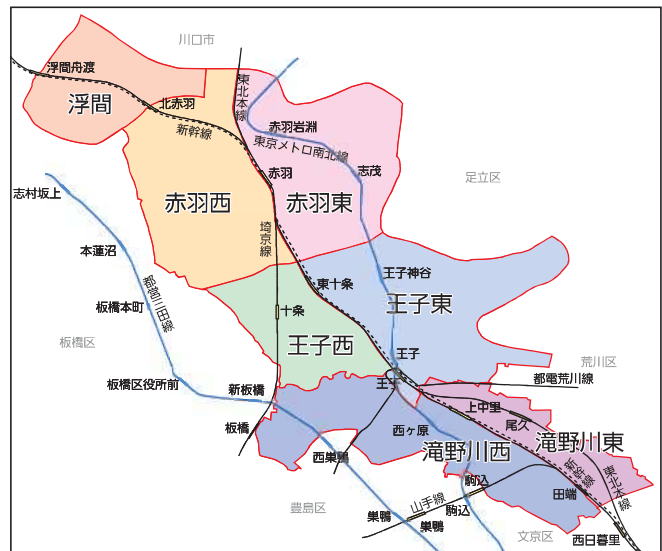 川口市
浮間舟渡
浮間
北赤羽
新幹線
東北本線
赤羽岩淵
東京メトロ南北線
志茂
赤羽
足立区
志村坂上
赤羽西
赤羽東
埼京線
本蓮沼
都営三田線
板橋本町
東十条
王子神谷
王子東
十条
王子西
板橋区
王子
荒川区
板橋区役所前
新板橋
王子
都電荒川線
上中里
尾久
板橋
西ヶ原
滝野川西
滝野川東
西巣鴨
駒込
新幹線
東北本線
田端
豊島区
山手線
巣鴨
巣鴨
駒込
文京区
西日暮里